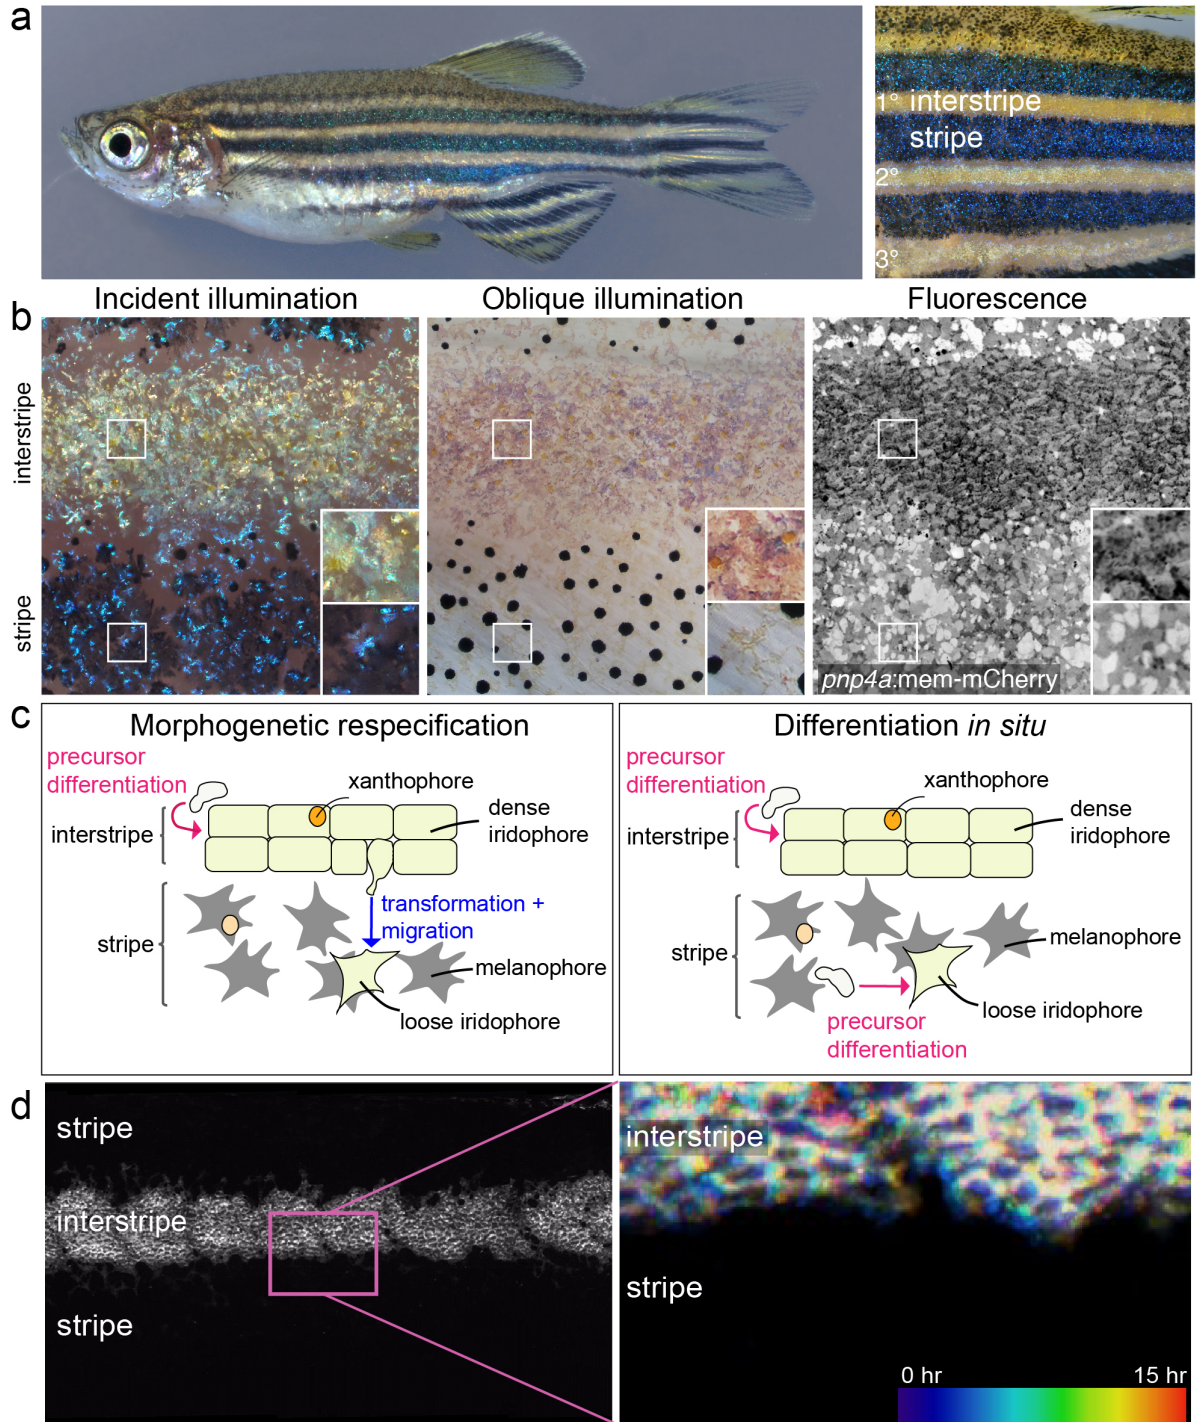 a
1° interstripe
stripe
2°
3°
b
Incident illumination
Oblique illumination
Fluorescence
interstripe
stripe
pnp4a:mem-mCherry
c
Morphogenetic respecification
precursor
differentiation
xanthophore
interstripe
dense
iridophore
stripe
transformation +
migration
melanophore
loose iridophore
Differentiation in situ
precursor
differentiation
xanthophore
interstripe
dense
iridophore
stripe
melanophore
loose iridophore
precursor
differentiation
d
stripe
interstripe
stripe
interstripe
stripe
0 hr
15 hr